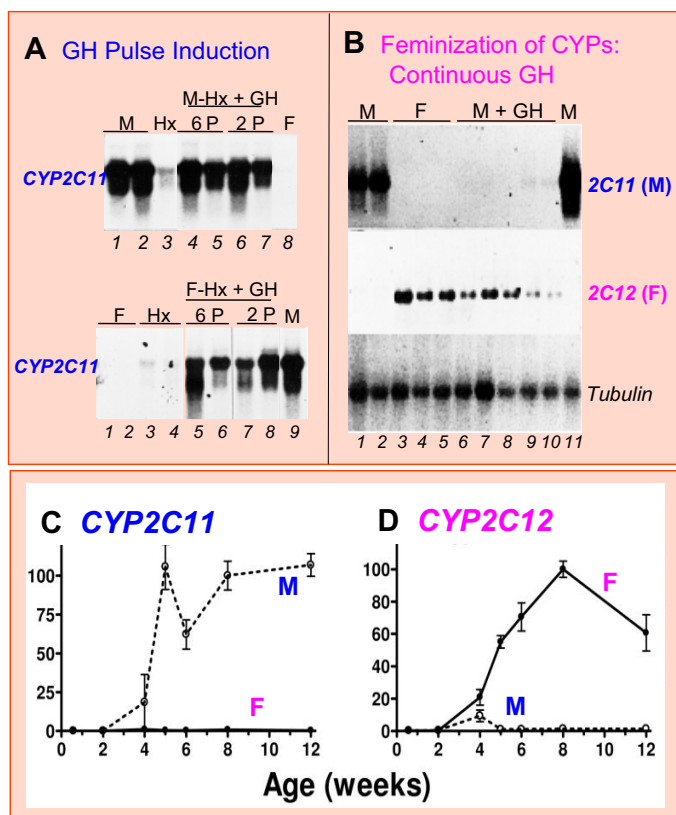 A GH Pulse Induction
M-Hx + GH
M Hx 6 P 2 P F
CYP2C11
1 2 3 4 5 6 7 8
F-Hx + GH
F Hx 6 P 2 P M
CYP2C11
1 2 3 4 5 6 7 8 9
B Feminization of CYPs:
Continuous GH
M F M + GH M
2C11 (M)
2C12 (F)
Tubulin
1 2 3 4 5 6 7 8 9 10 11
C CYP2C11
100
75
50
25
0
M
F
0 2 4 6 8 10 12
D CYP2C12
100
80
60
40
20
0
F
M
0 2 4 6 8 10 12
Age (weeks)